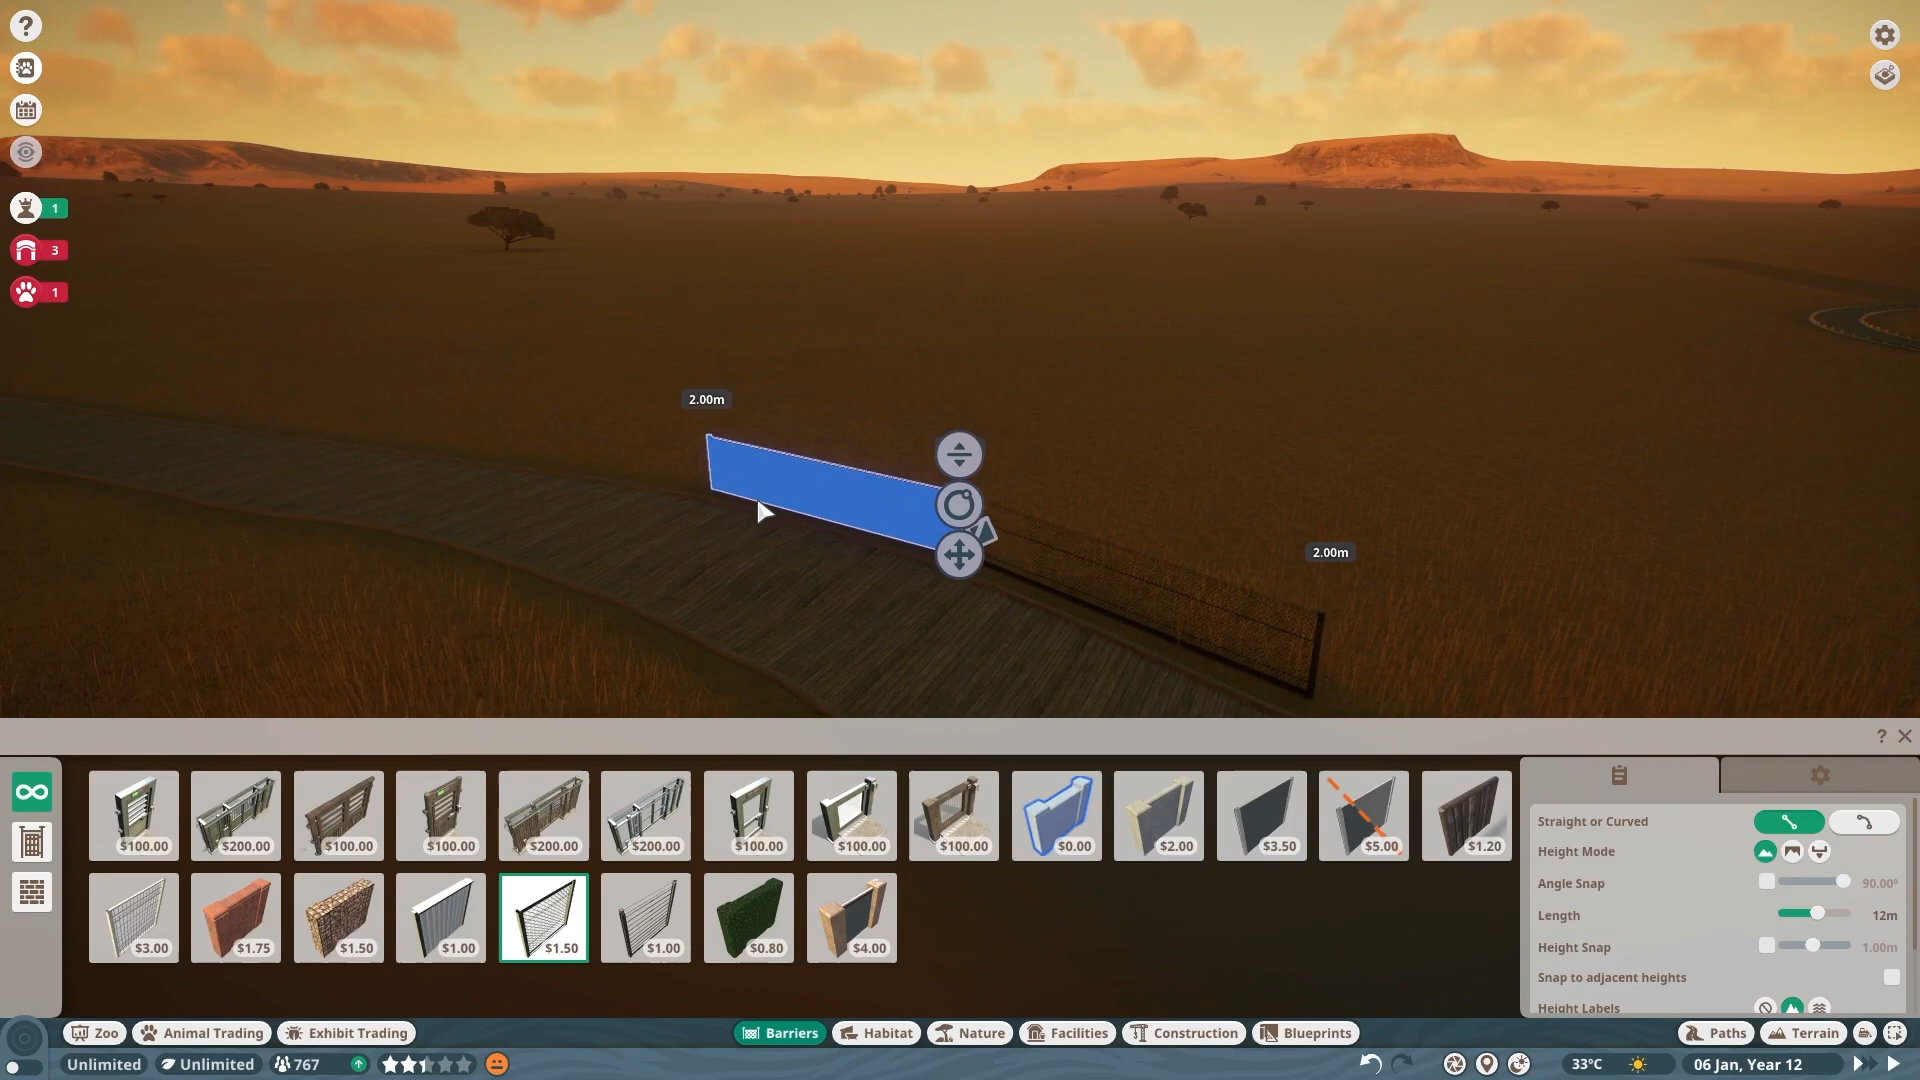 ?
1
3
1
2.00m
2.00m
?
$100.00 $200.00 $100.00 $100.00 $200.00 $200.00 $100.00 $100.00 $100.00 $0.00 $2.00 $3.50 $5.00 $1.20
$3.00 $1.75 $1.50 $1.00 $1.50 $1.00 $0.80 $4.00
Straight or Curved
Height Mode
Angle Snap 90.00°
Length 12m
Height Snap 1.00m
Snap to adjacent heights
Height Labels
Zoo Animal Trading Exhibit Trading Barriers Habitat Nature Facilities Construction Blueprints Paths Terrain
Unlimited Unlimited 767 33°C 06 Jan, Year 12